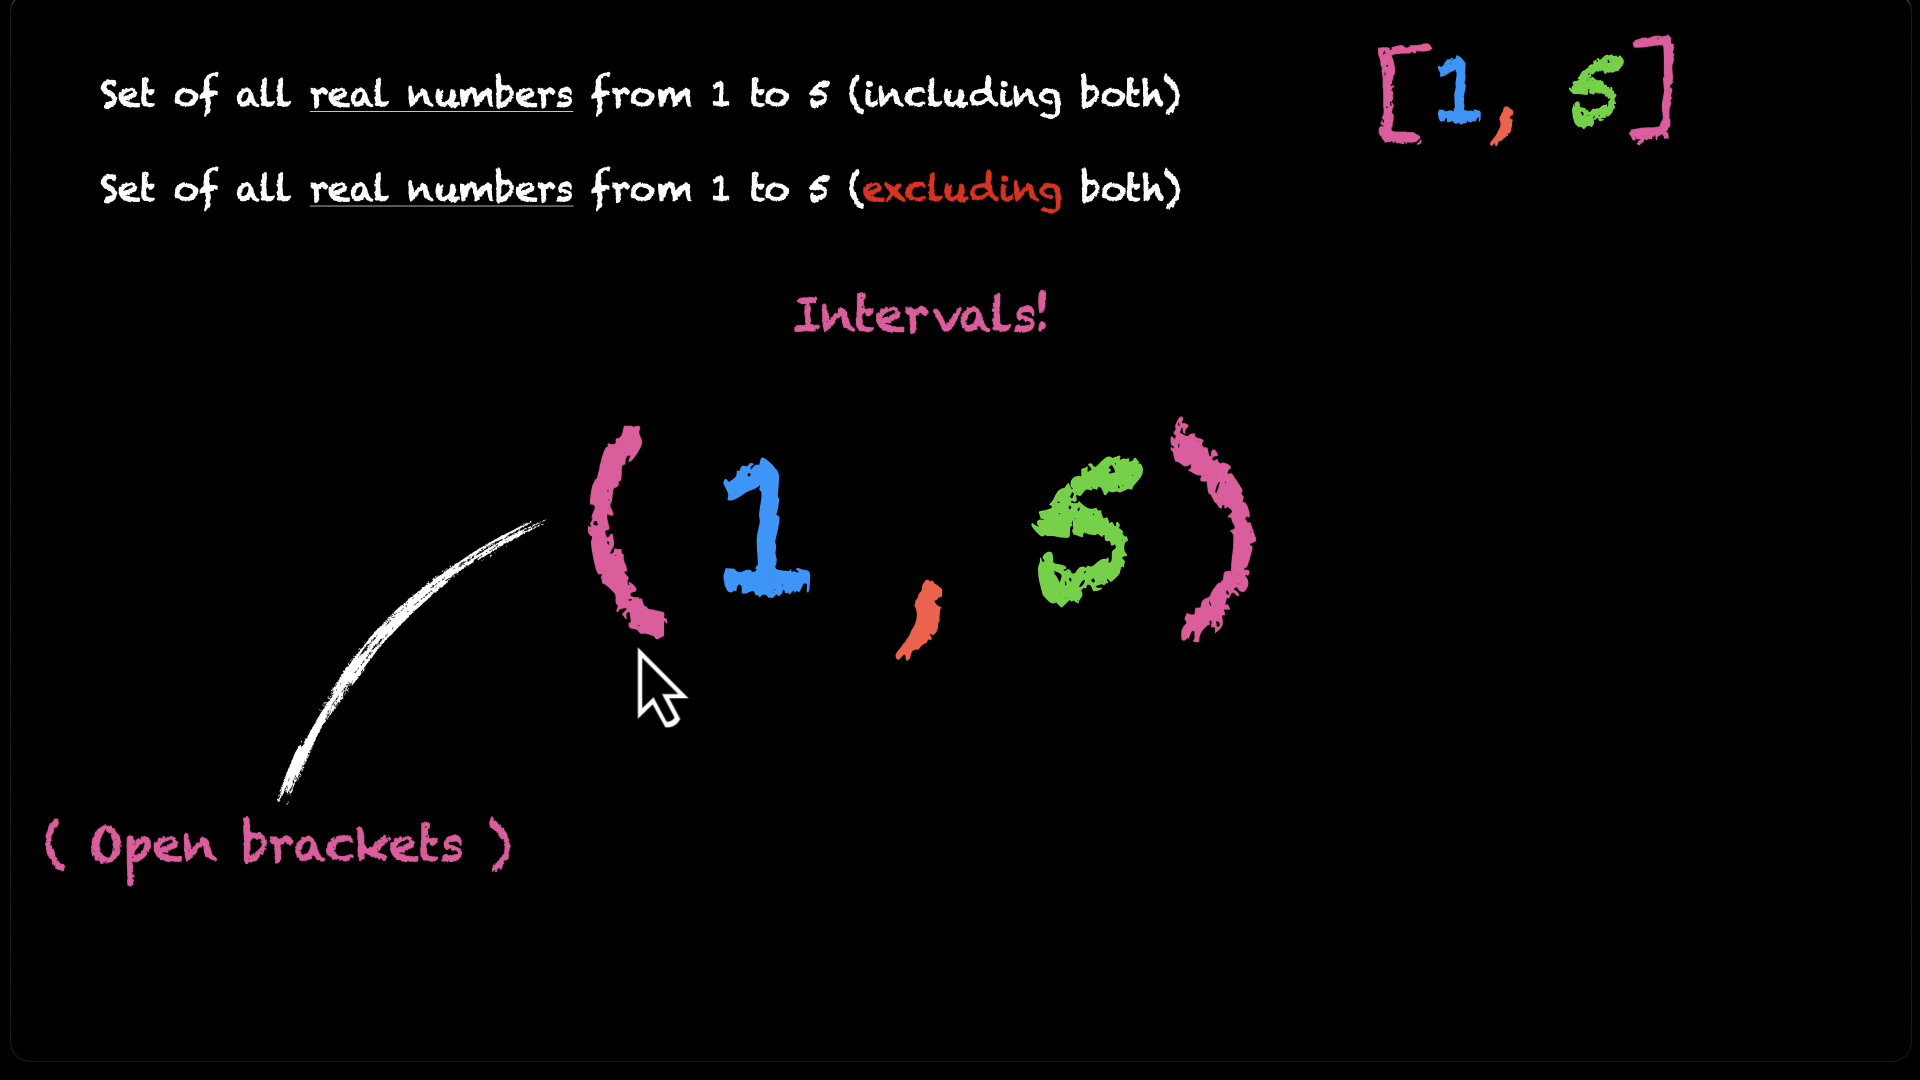 Set of all real numbers from 1 to 5 (including both)
[1, 5]
Set of all real numbers from 1 to 5 (excluding both)
Intervals!
(1, 5)
( Open brackets )